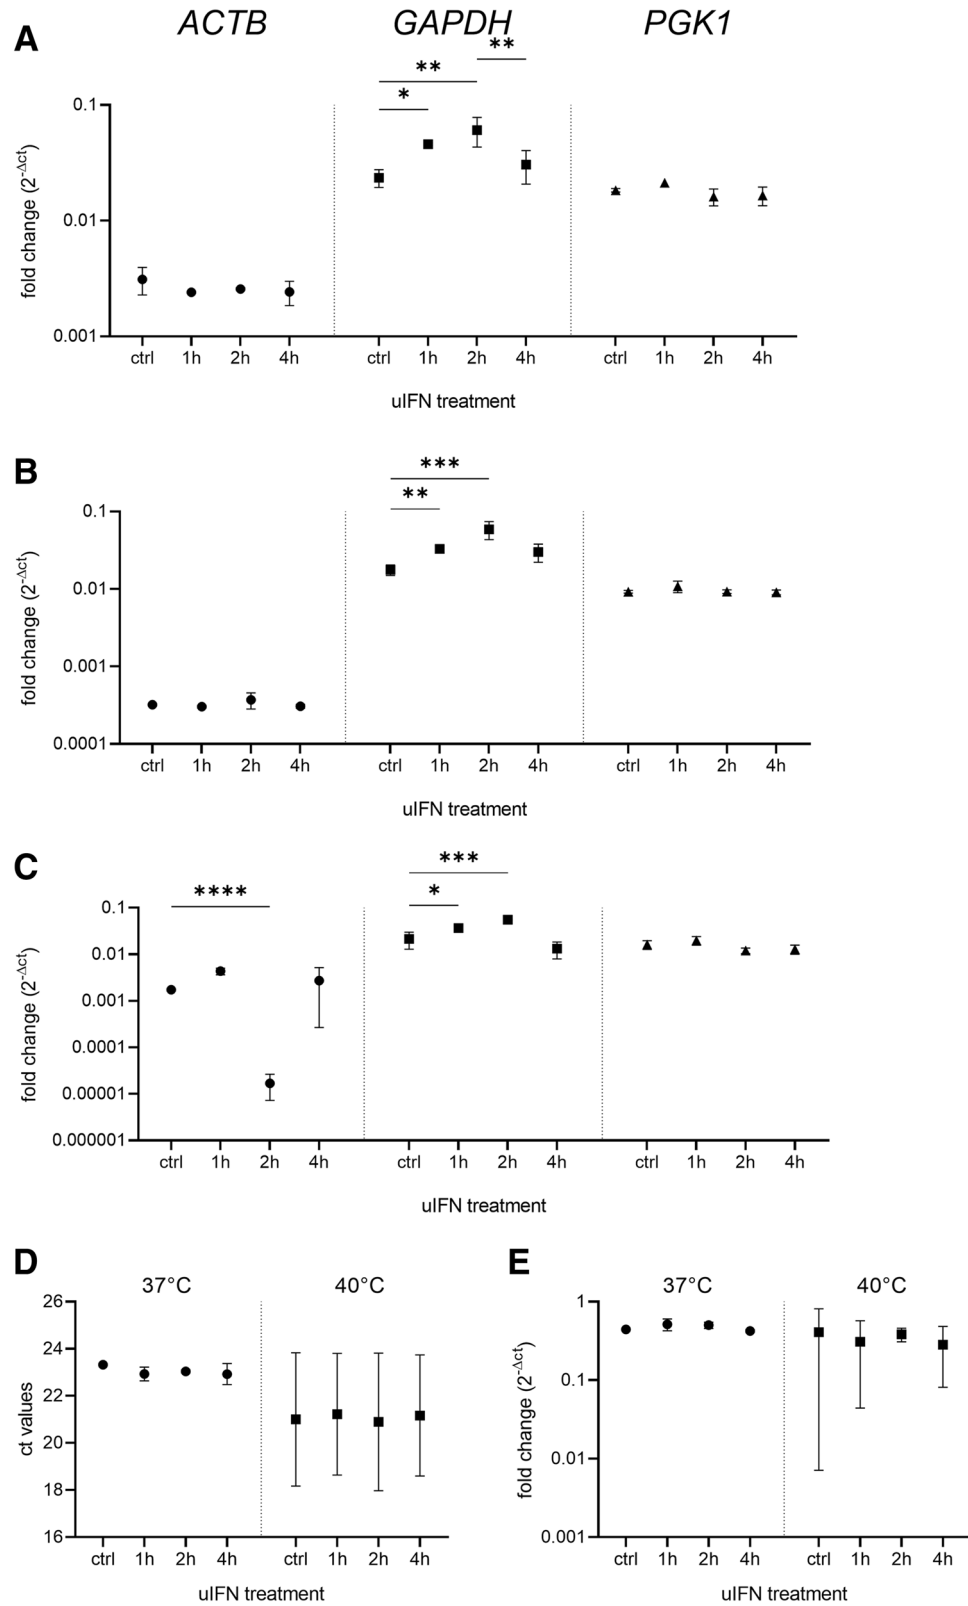 A
ACTB GAPDH PGK1
**
**
*
fold change (2-Δct)
0.1
0.01
0.001
ctrl 1h 2h 4h ctrl 1h 2h 4h ctrl 1h 2h 4h
uIFN treatment
B
***
**
fold change (2-Δct)
0.1
0.01
0.001
0.0001
ctrl 1h 2h 4h ctrl 1h 2h 4h ctrl 1h 2h 4h
uIFN treatment
C
***
****
*
fold change (2-Δct)
0.1
0.01
0.001
0.0001
0.00001
0.000001
ctrl 1h 2h 4h ctrl 1h 2h 4h ctrl 1h 2h 4h
uIFN treatment
D
37°C 40°C
ct values
26
24
22
20
18
16
ctrl 1h 2h 4h ctrl 1h 2h 4h
uIFN treatment
E
37°C 40°C
fold change (2-Δct)
1
0.1
0.01
0.001
ctrl 1h 2h 4h ctrl 1h 2h 4h
uIFN treatment